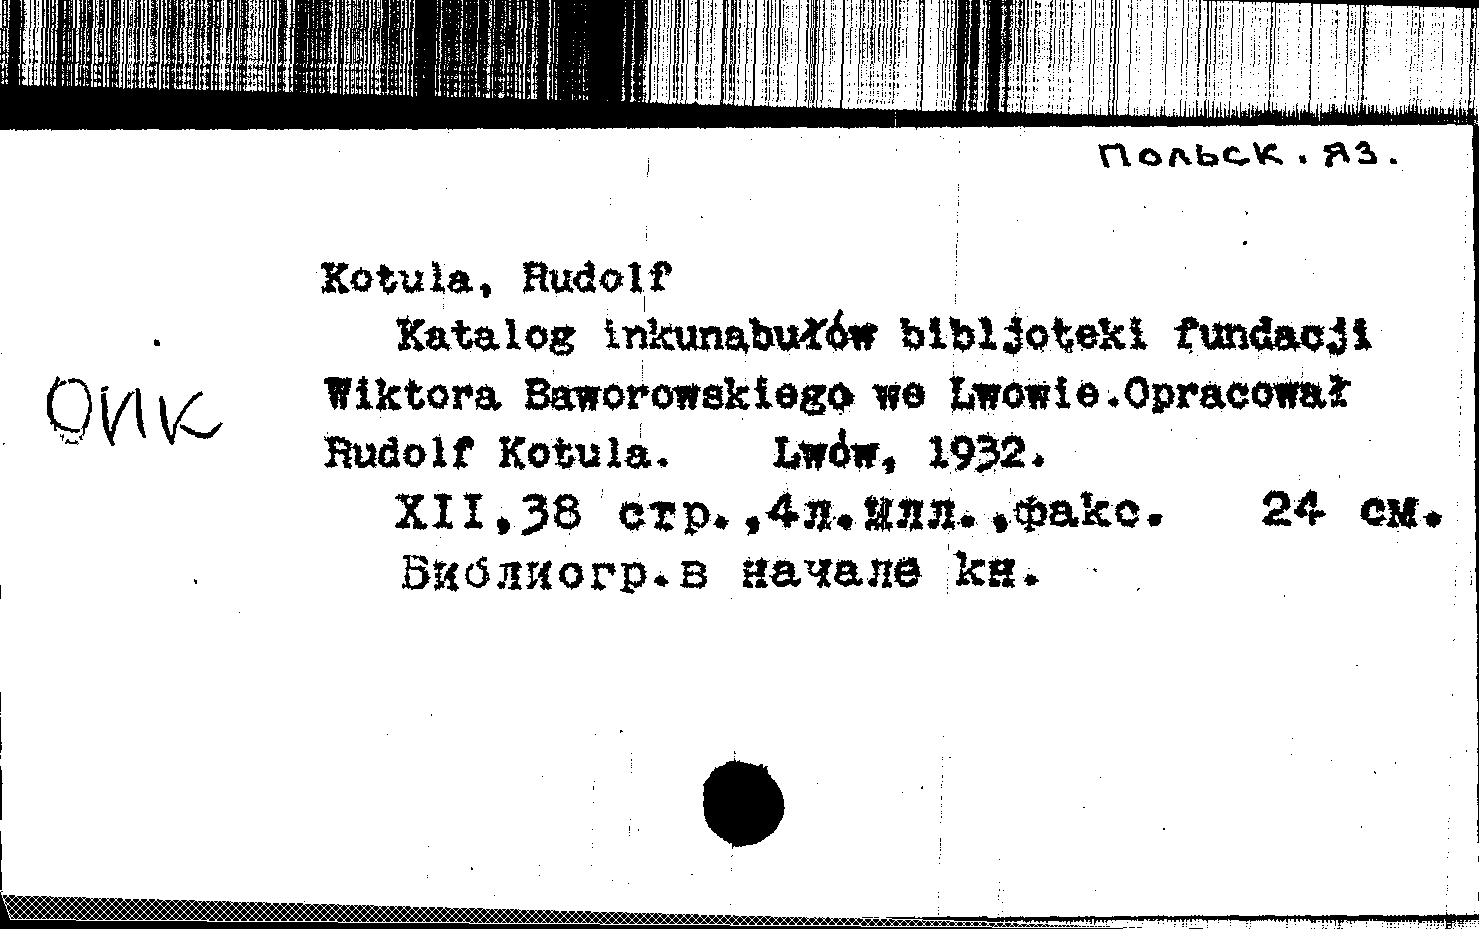 Польск. яз.
Kotula, Rudolf
Katalog inkunabułów bibljoteki fundacji
ОИК
Wiktora Baworowskiego we Lwowie.Opracował
Rudolf Kotula. Lwów, 1932.
XII,38 стр.,4л.илл.,факс. 24 см.
Библиогр.в начале кн.